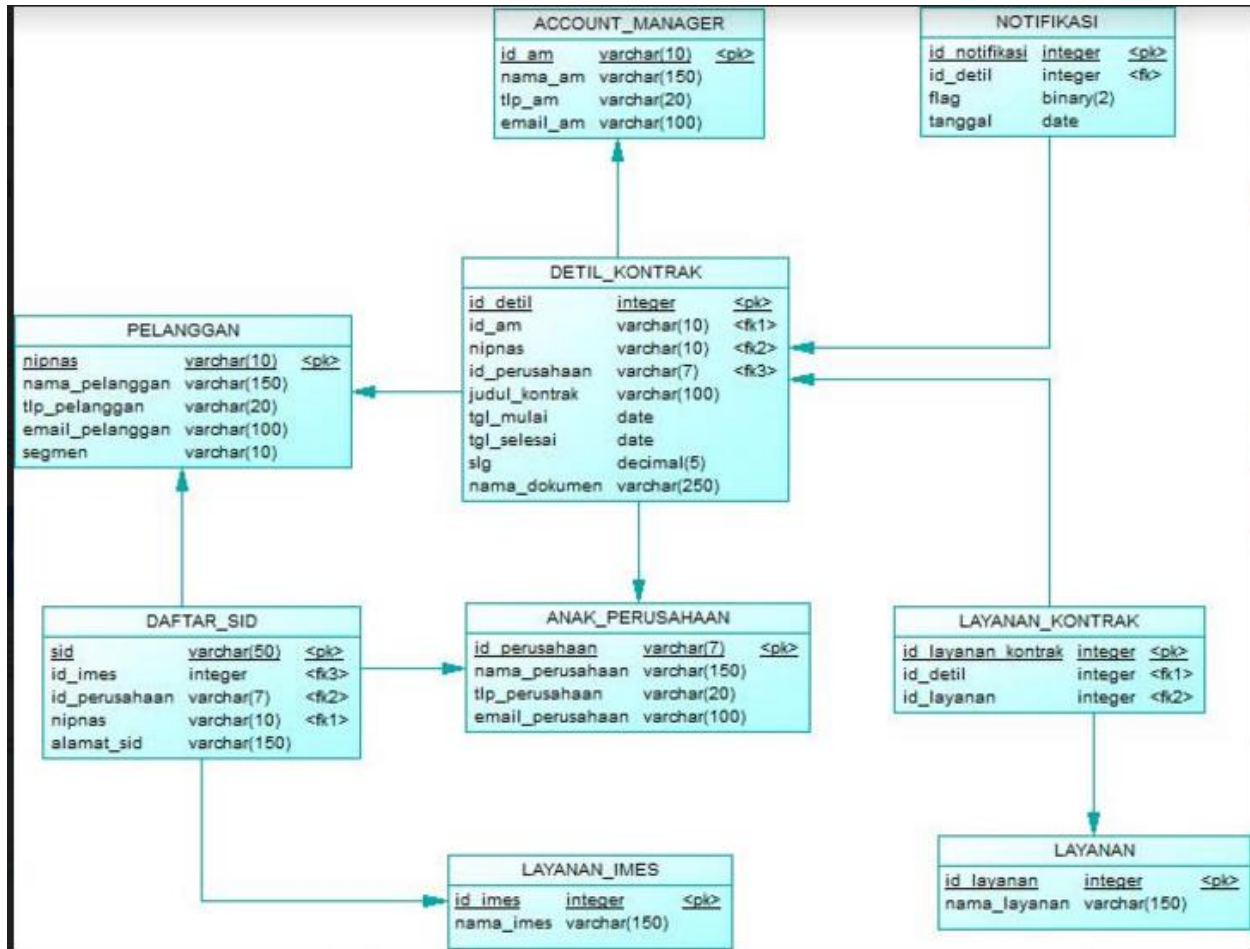 ACCOUNT_MANAGER
id_am varchar(10) <pk>
nama_am varchar(150)
tlp_am varchar(20)
email_am varchar(100)
NOTIFIKASI
id_notifikasi integer <pk>
id_detil integer <fk>
flag binary(2)
tanggal date
DETIL_KONTRAK
id_detil integer <pk>
id_am varchar(10) <fk1>
nipnas varchar(10) <fk2>
id_perusahaan varchar(7) <fk3>
judul_kontrak varchar(100)
tgl_mulai date
tgl_selesai date
slg decimal(5)
nama_dokumen varchar(250)
PELANGGAN
nipnas varchar(10) <pk>
nama_pelanggan varchar(150)
tlp_pelanggan varchar(20)
email_pelanggan varchar(100)
segmen varchar(10)
DAFTAR_SID
sid varchar(50) <pk>
id_imes integer <fk3>
id_perusahaan varchar(7) <fk2>
nipnas varchar(10) <fk1>
alamat_sid varchar(150)
ANAK_PERUSAHAAN
id_perusahaan varchar(7) <pk>
nama_perusahaan varchar(150)
tlp_perusahaan varchar(20)
email_perusahaan varchar(100)
LAYANAN_KONTRAK
id_layanan_kontrak integer <pk>
id_detil integer <fk1>
id_layanan integer <fk2>
LAYANAN_IMES
id_imes integer <pk>
nama_imes varchar(150)
LAYANAN
id_layanan integer <pk>
nama_layanan varchar(150)